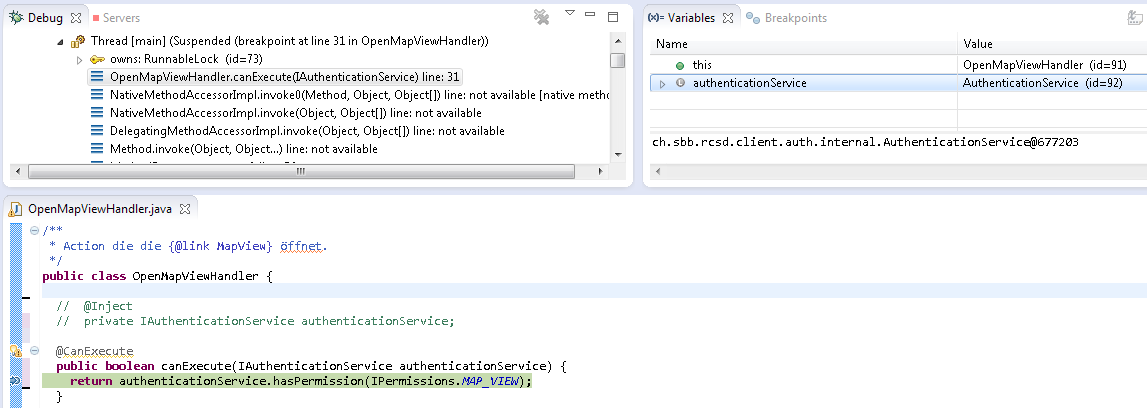 Debug Servers
Thread [main] (Suspended (breakpoint at line 31 in OpenMapViewHandler))
owns: RunnableLock (id=73)
OpenMapViewHandler.canExecute(IAuthenticationService) line: 31
NativeMethodAccessorImpl.invoke0(Method, Object, Object[]) line: not available [native metho
NativeMethodAccessorImpl.invoke(Object, Object[]) line: not available
DelegatingMethodAccessorImpl.invoke(Object, Object[]) line: not available
Method.invoke(Object, Object...) line: not available
(x)= Variables Breakpoints
Name Value
this OpenMapViewHandler (id=91)
authenticationService AuthenticationService (id=92)
ch.sbb.rcsd.client.auth.internal.AuthenticationService@677203
OpenMapViewHandler.java
/**
* Action die die {@link MapView} öffnet.
*/
public class OpenMapViewHandler {
// @Inject
// private IAuthenticationService authenticationService;
@CanExecute
public boolean canExecute(IAuthenticationService authenticationService) {
return authenticationService.hasPermission(IPermissions.MAP_VIEW);
}